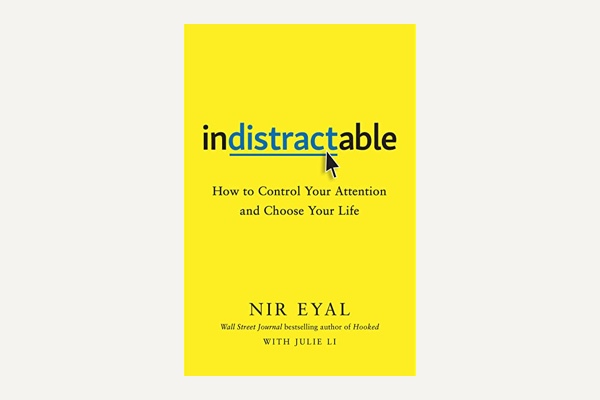 indistractable
How to Control Your Attention
and Choose Your Life
NIR EYAL
Wall Street Journal bestselling author of Hooked
WITH JULIE LI